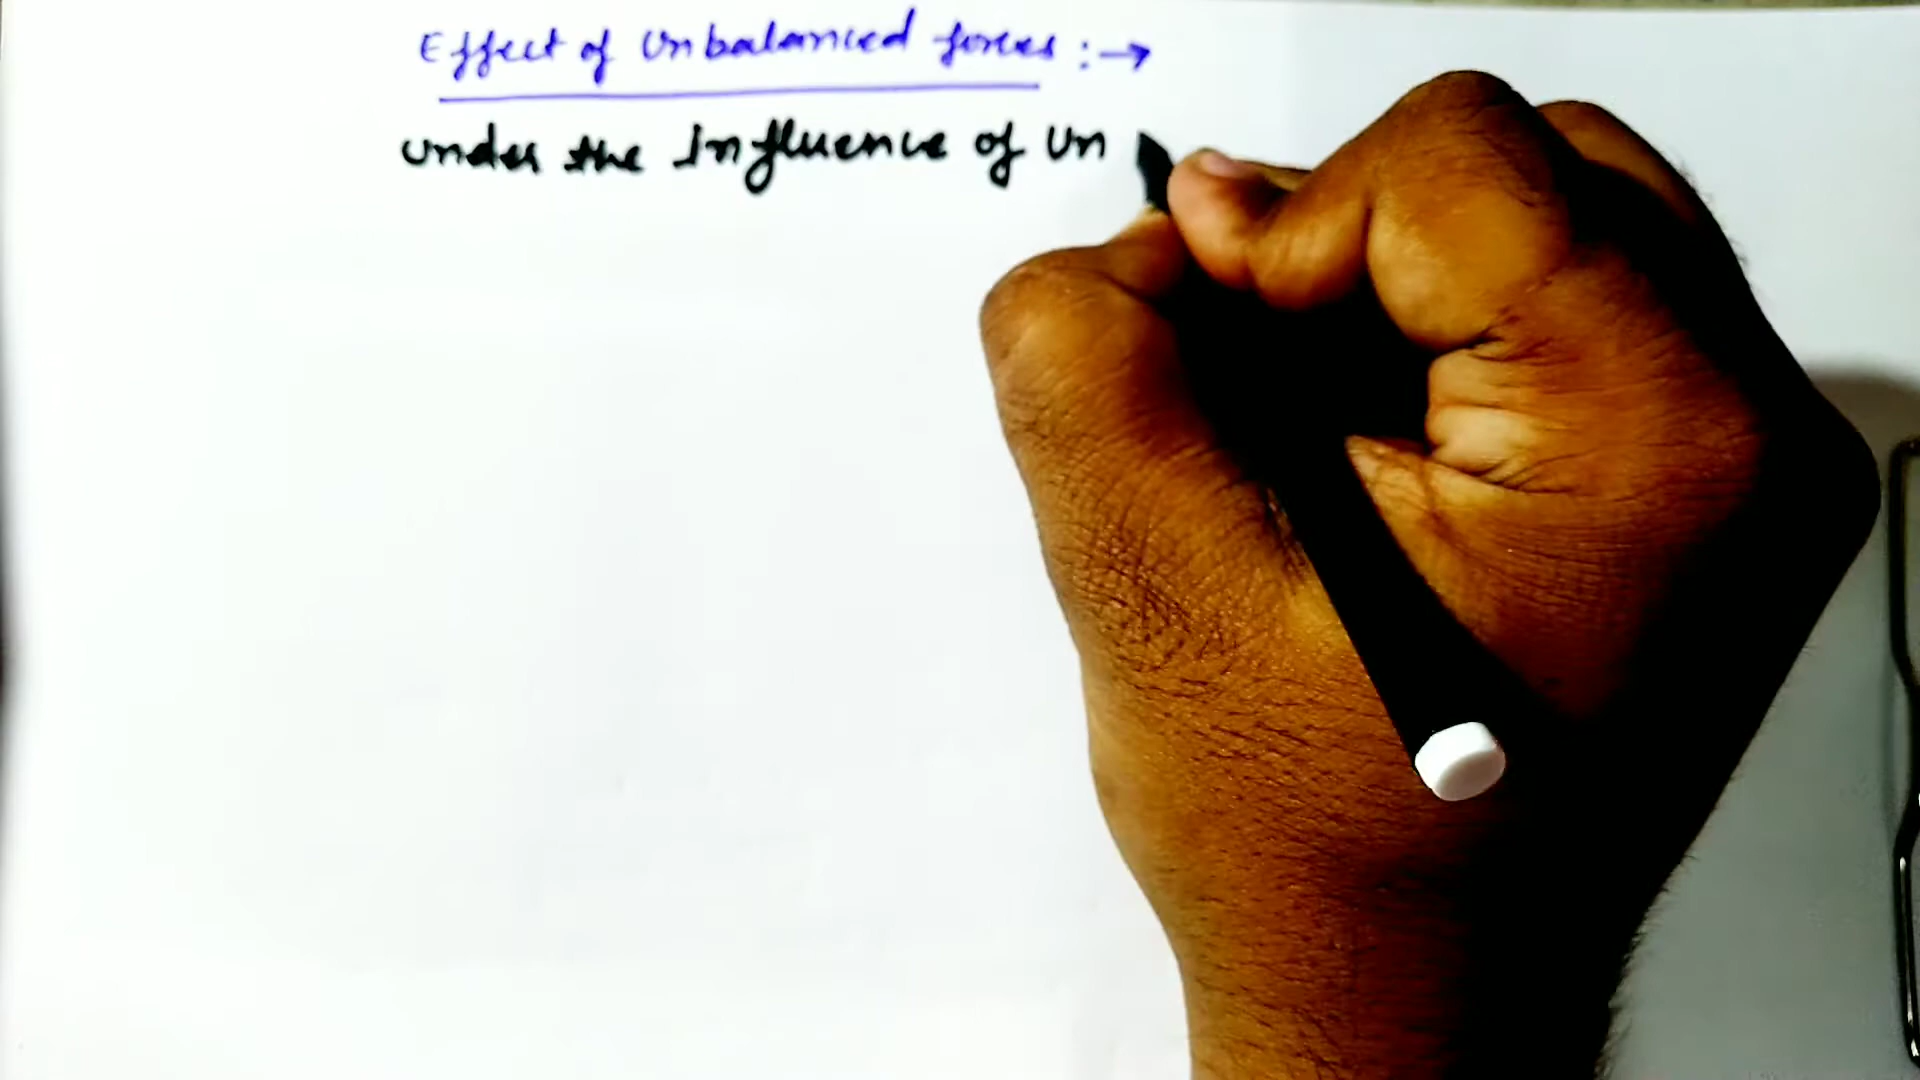 Effect of Unbalanced forces :→
Under the Influence of Un